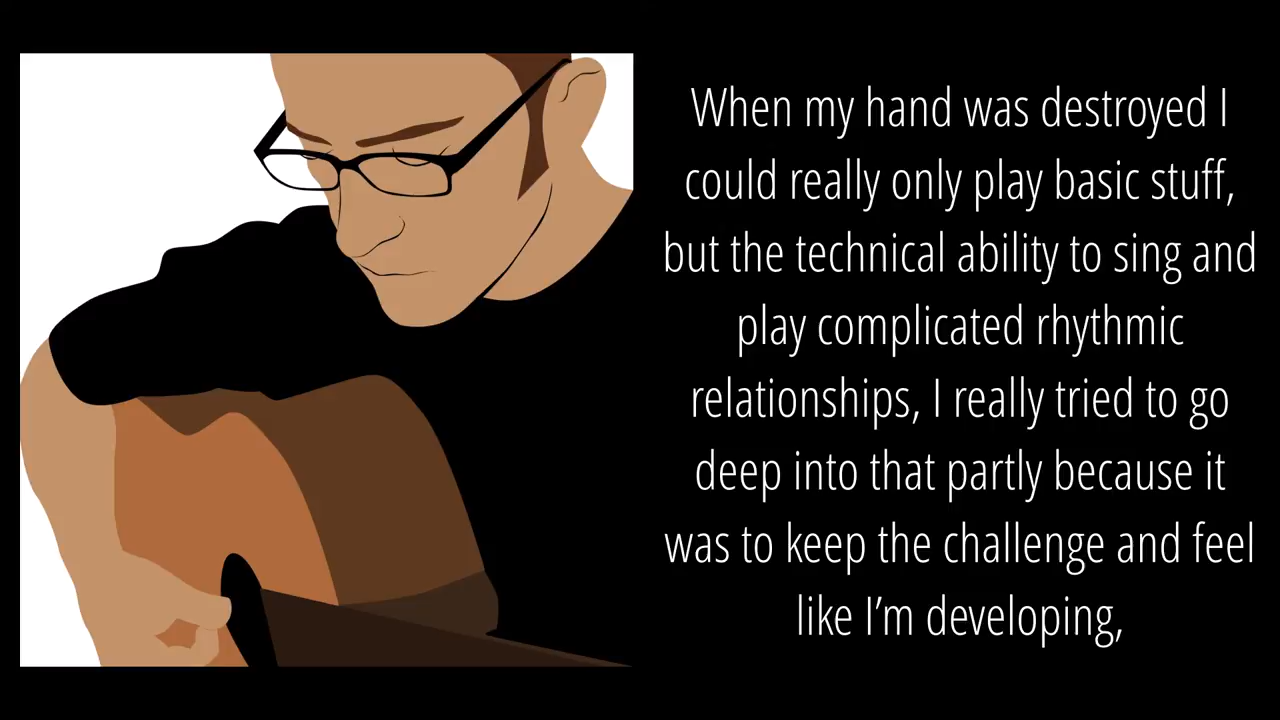 When my hand was destroyed I
could really only play basic stuff,
but the technical ability to sing and
play complicated rhythmic
relationships, I really tried to go
deep into that partly because it
was to keep the challenge and feel
like I’m developing,